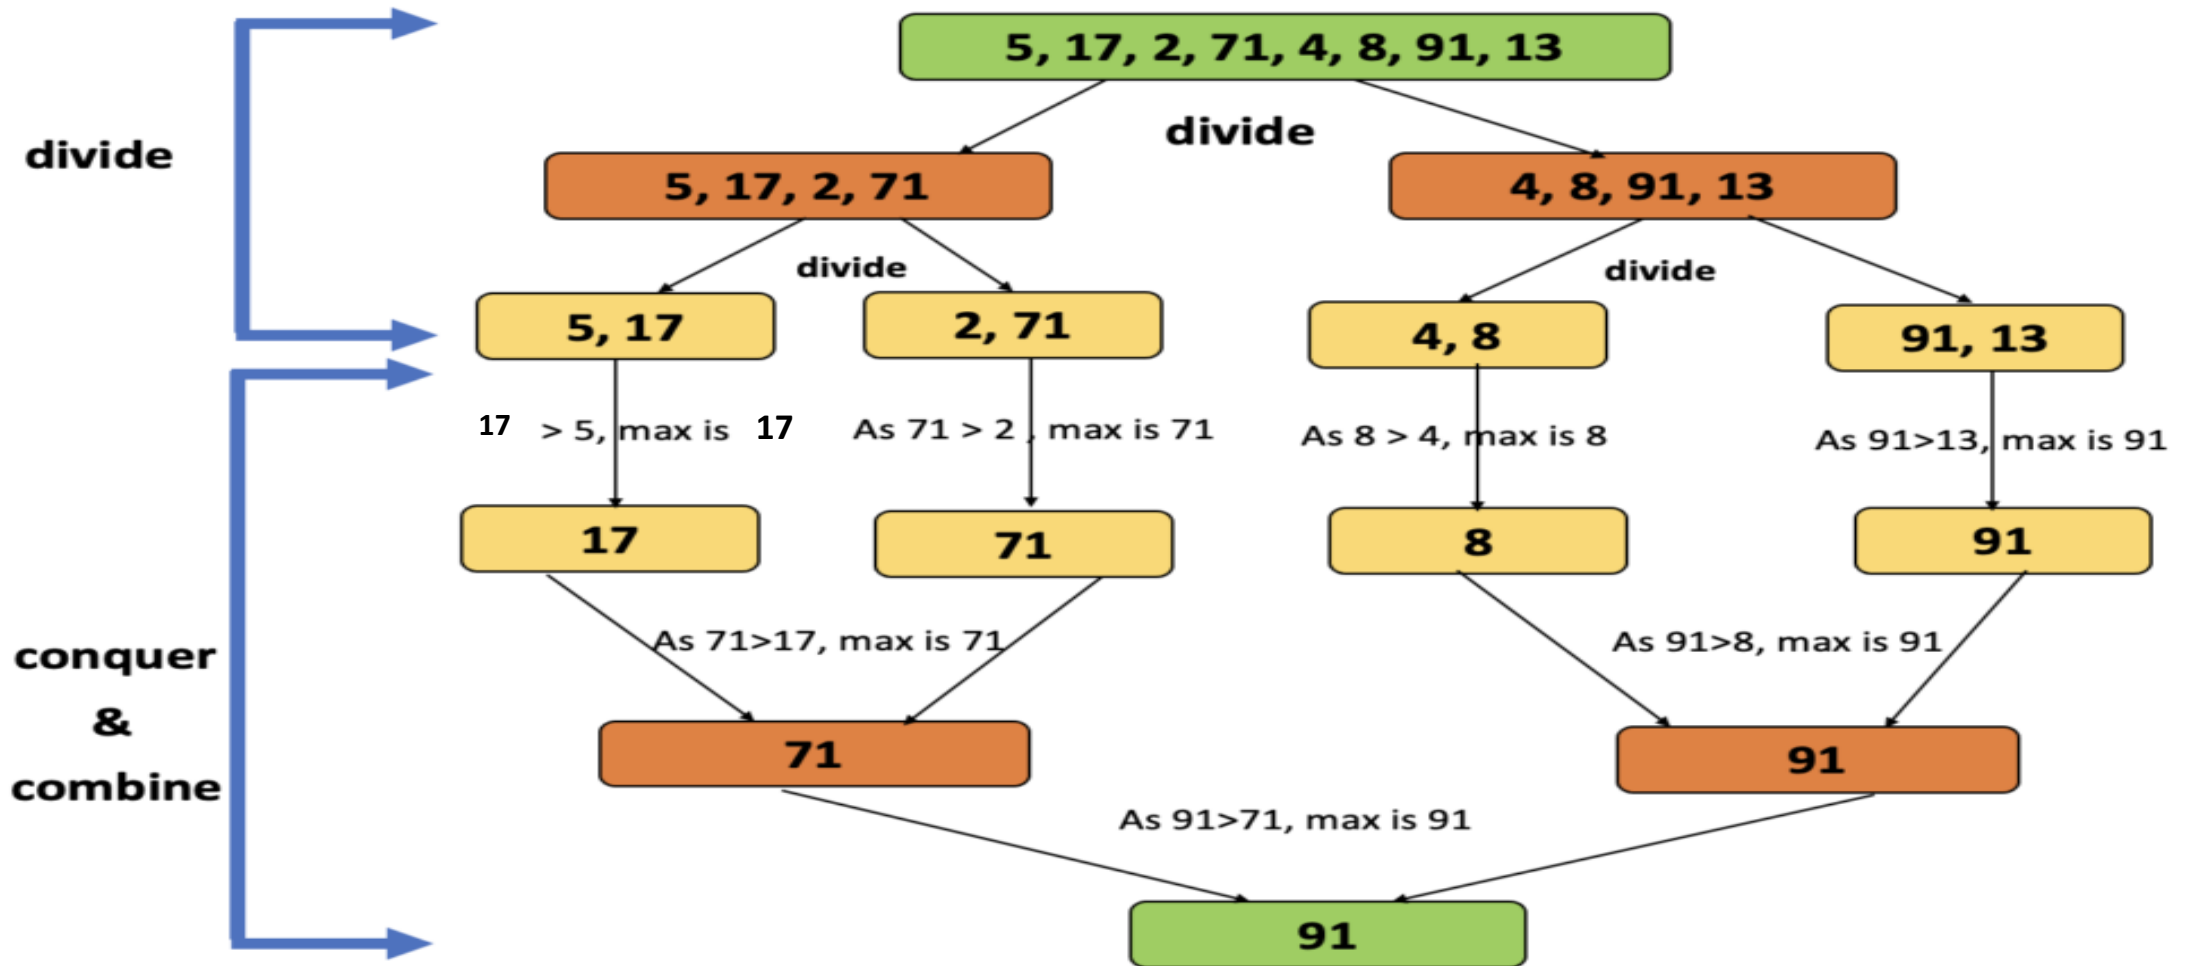 5, 17, 2, 71, 4, 8, 91, 13
divide
divide
5, 17, 2, 71
4, 8, 91, 13
divide
divide
5, 17
2, 71
4, 8
91, 13
17 > 5, max is 17
As 71 > 2 , max is 71
As 8 > 4, max is 8
As 91>13, max is 91
17
71
8
91
As 71>17, max is 71
As 91>8, max is 91
conquer
&
combine
71
91
As 91>71, max is 91
91